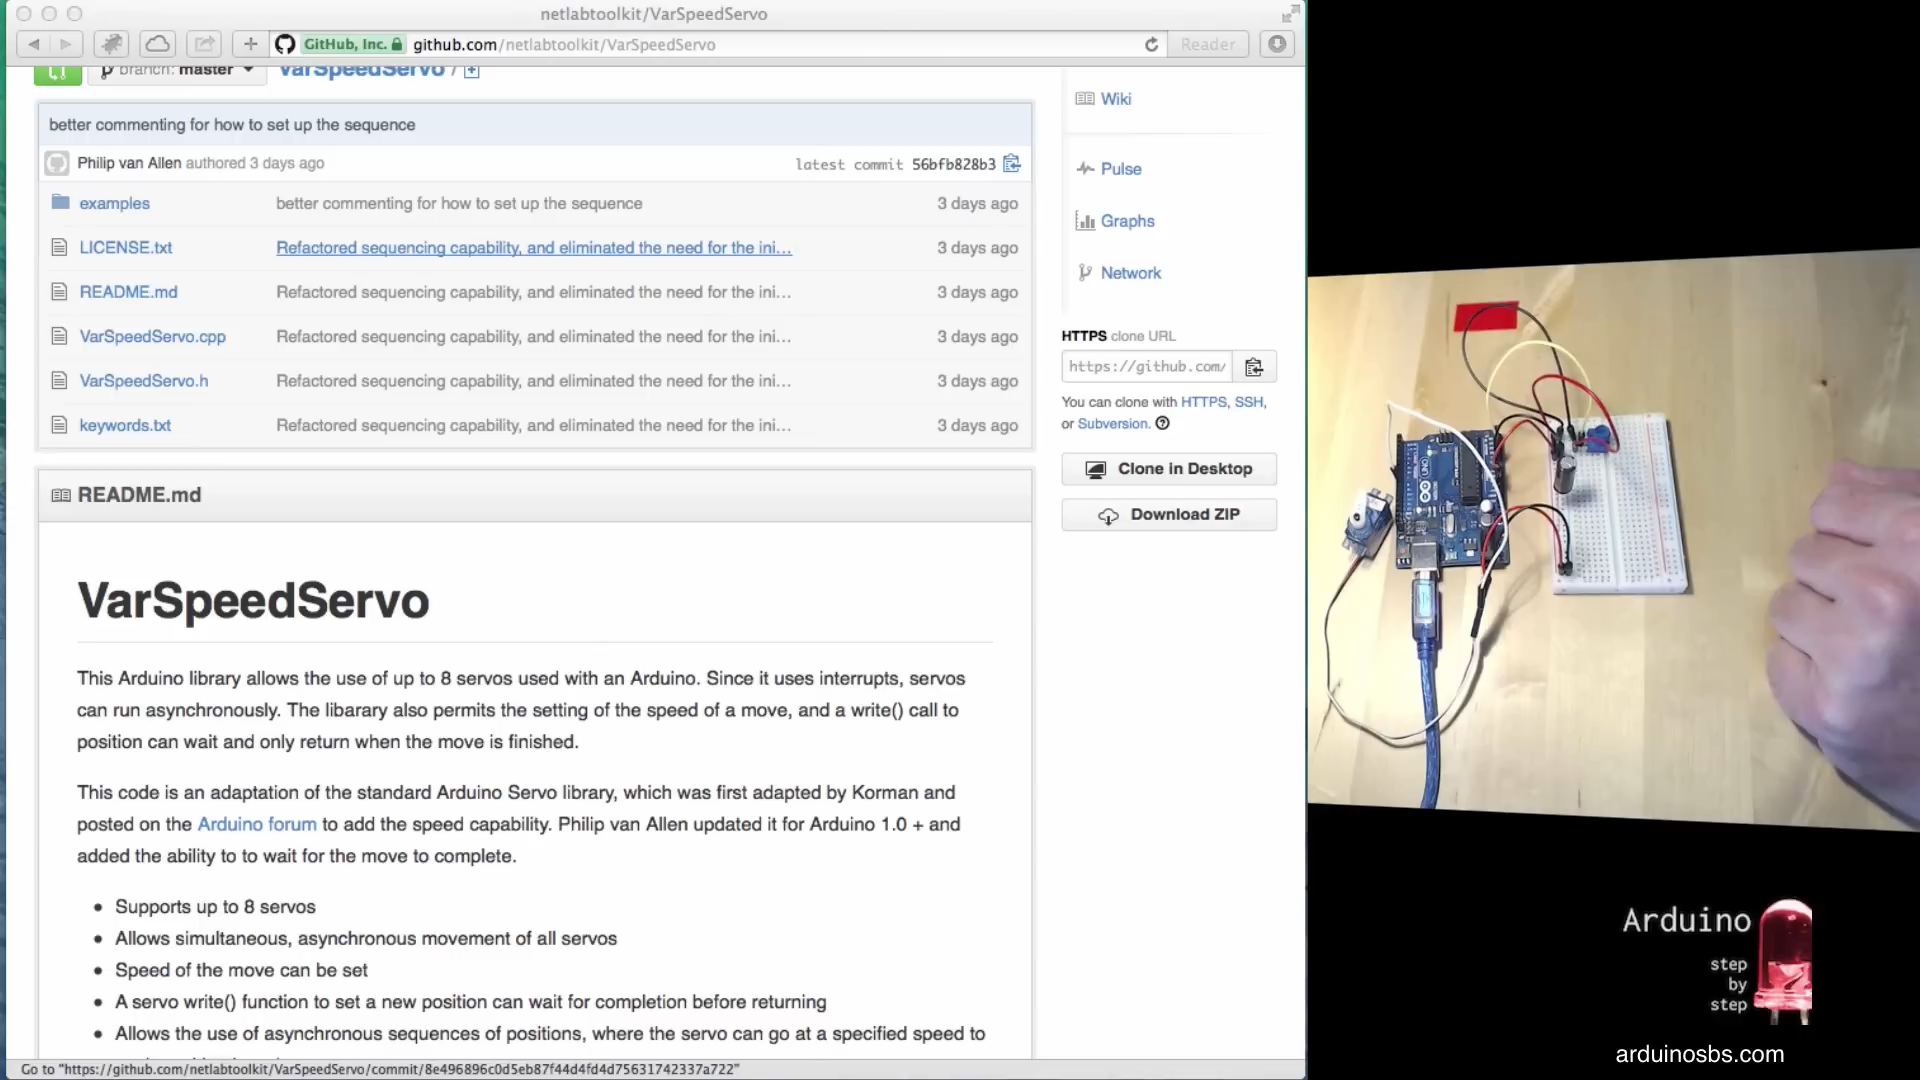 netlabtoolkit/VarSpeedServo
GitHub, Inc. github.com/netlabtoolkit/VarSpeedServo
Reader
branch: master
VarSpeedServo /
better commenting for how to set up the sequence
Philip van Allen authored 3 days ago
latest commit 56bfb828b3
examples
better commenting for how to set up the sequence
3 days ago
LICENSE.txt
Refactored sequencing capability, and eliminated the need for the ini...
3 days ago
README.md
Refactored sequencing capability, and eliminated the need for the ini...
3 days ago
VarSpeedServo.cpp
Refactored sequencing capability, and eliminated the need for the ini...
3 days ago
VarSpeedServo.h
Refactored sequencing capability, and eliminated the need for the ini...
3 days ago
keywords.txt
Refactored sequencing capability, and eliminated the need for the ini...
3 days ago
README.md
VarSpeedServo
This Arduino library allows the use of up to 8 servos used with an Arduino. Since it uses interrupts, servos
can run asynchronously. The libarary also permits the setting of the speed of a move, and a write() call to
position can wait and only return when the move is finished.
This code is an adaptation of the standard Arduino Servo library, which was first adapted by Korman and
posted on the Arduino forum to add the speed capability. Philip van Allen updated it for Arduino 1.0 + and
added the ability to to wait for the move to complete.
Supports up to 8 servos
Allows simultaneous, asynchronous movement of all servos
Speed of the move can be set
A servo write() function to set a new position can wait for completion before returning
Allows the use of asynchronous sequences of positions, where the servo can go at a specified speed to
Go to "https://github.com/netlabtoolkit/VarSpeedServo/commit/8e496896c0d5eb87f44d4fd4d75631742337a722"
Wiki
Pulse
Graphs
Network
HTTPS clone URL
https://github.com/
You can clone with HTTPS, SSH,
or Subversion.
Clone in Desktop
Download ZIP
Arduino
step
by
step
arduinosbs.com